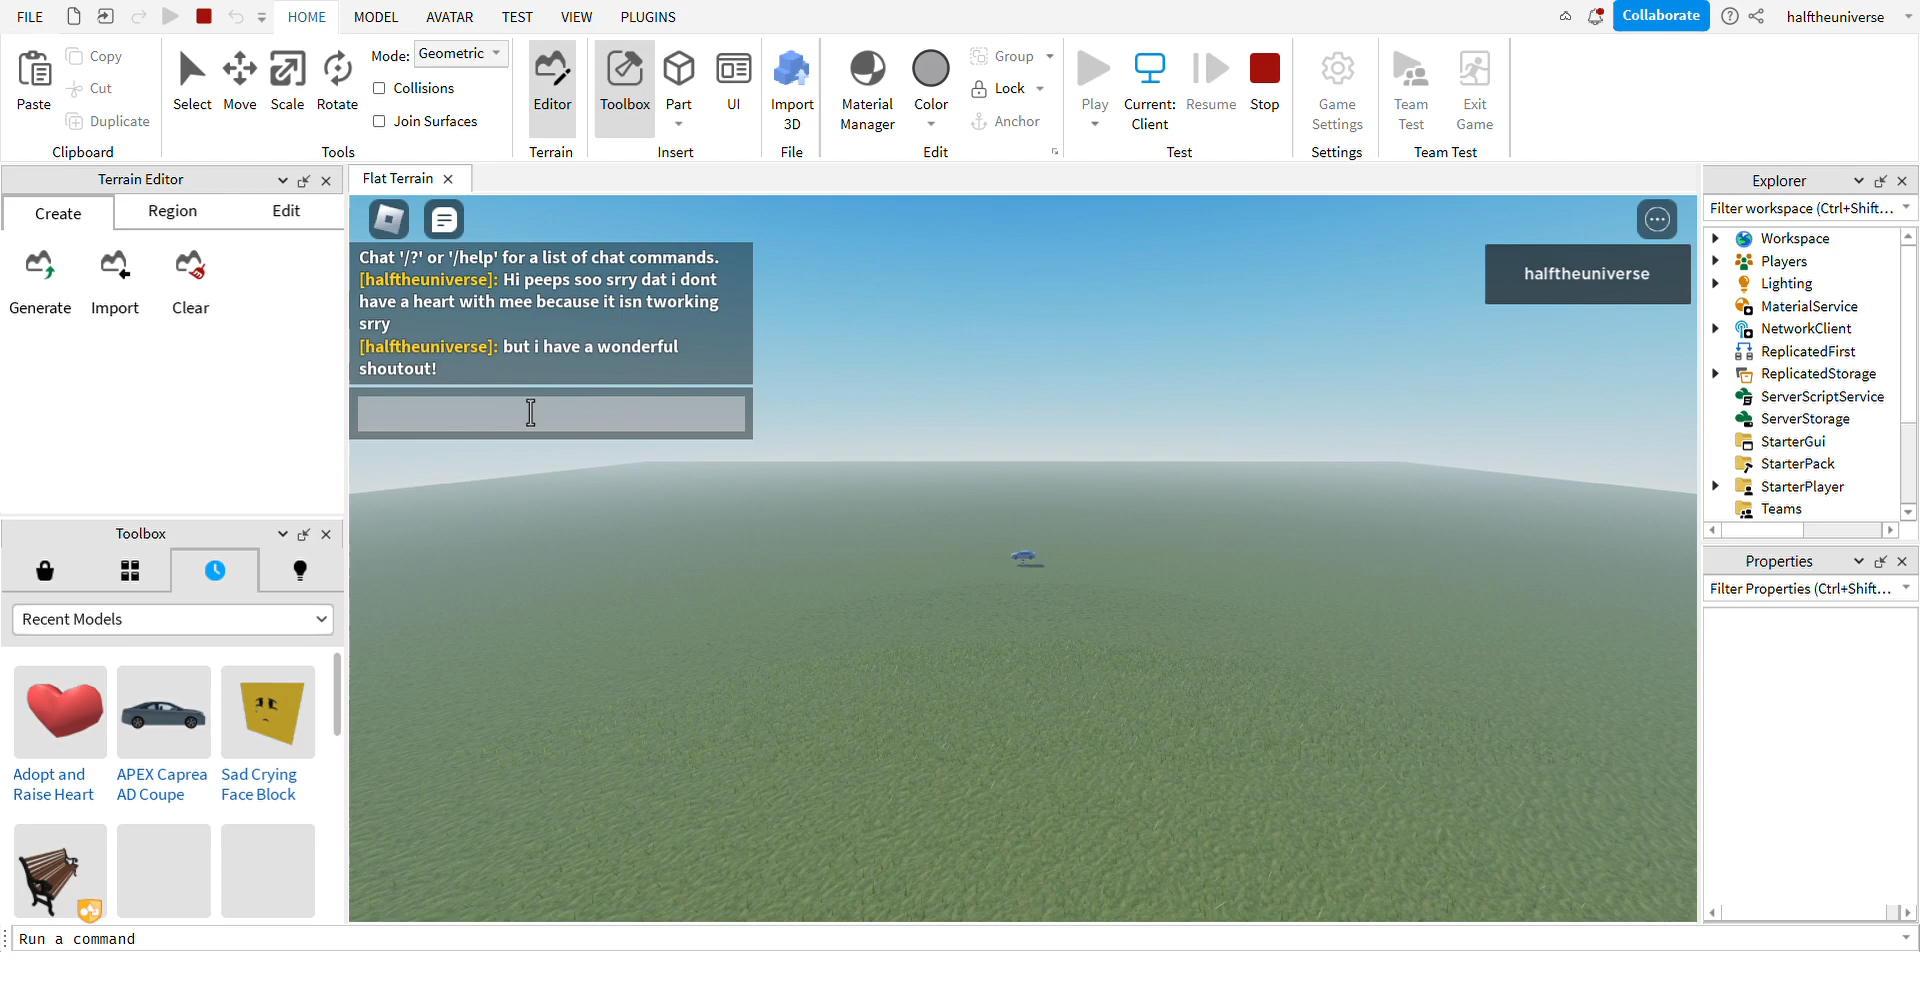 FILE HOME MODEL AVATAR TEST VIEW PLUGINS Collaborate ? halftheuniverse
Paste Copy Cut Duplicate
Clipboard
Select Move Scale Rotate Mode: Geometric
Collisions
Join Surfaces
Tools
Editor
Terrain
Toolbox Part UI
Insert
Import
3D
File
Material
Manager
Color
Group
Lock
Anchor
Edit
Play Current:
Client
Resume Stop
Test
Game
Settings
Settings
Team
Test
Exit
Game
Team Test
Terrain Editor
Create Region Edit
Generate Import Clear
Flat Terrain
Chat '/?' or '/help' for a list of chat commands.
[halftheuniverse]: Hi peeps soo srry dat i dont
have a heart with mee because it isn tworking
srry
[halftheuniverse]: but i have a wonderful
shoutout!
halftheuniverse
Explorer
Filter workspace (Ctrl+Shift...
Workspace
Players
Lighting
MaterialService
NetworkClient
ReplicatedFirst
ReplicatedStorage
ServerScriptService
ServerStorage
StarterGui
StarterPack
StarterPlayer
Teams
Properties
Filter Properties (Ctrl+Shift...
Toolbox
Recent Models
Adopt and
Raise Heart
APEX Caprea
AD Coupe
Sad Crying
Face Block
Run a command